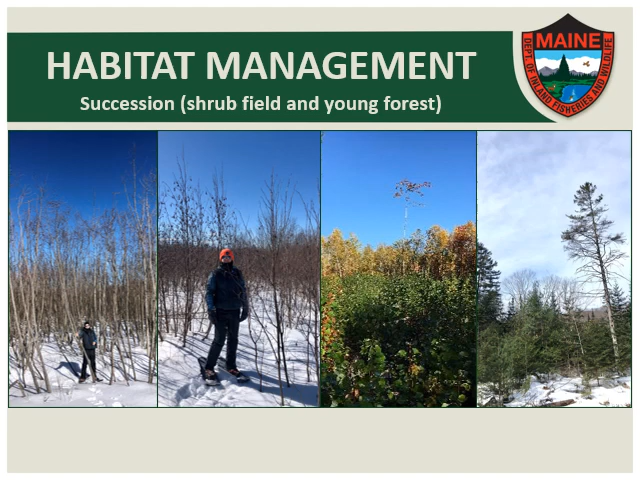 HABITAT MANAGEMENT
Succession (shrub field and young forest)
MAINE
DEPT. OF INLAND FISHERIES AND WILDLIFE